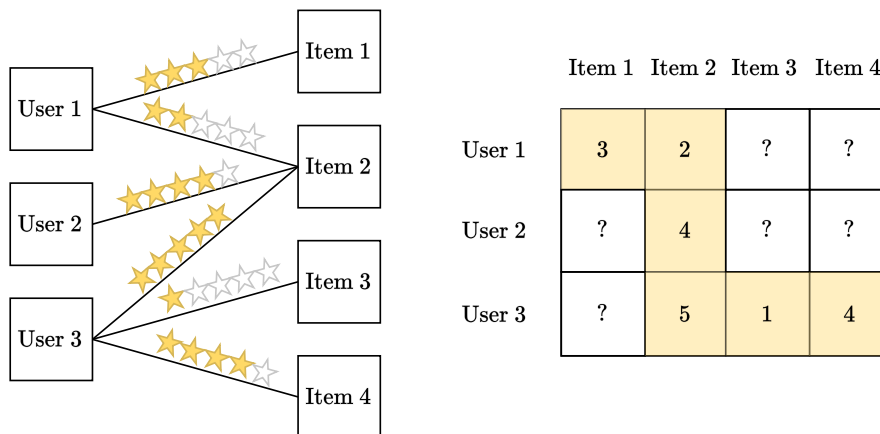 User 1
User 2
User 3
Item 1
Item 2
Item 3
Item 4
Item 1 Item 2 Item 3 Item 4
User 1 3 2 ? ?
User 2 ? 4 ? ?
User 3 ? 5 1 4